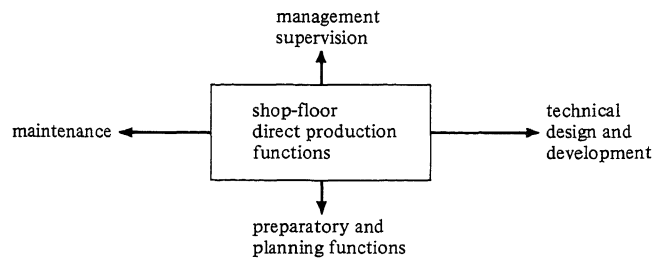 management
supervision
shop-floor
direct production
functions
maintenance
technical
design and
development
preparatory and
planning functions